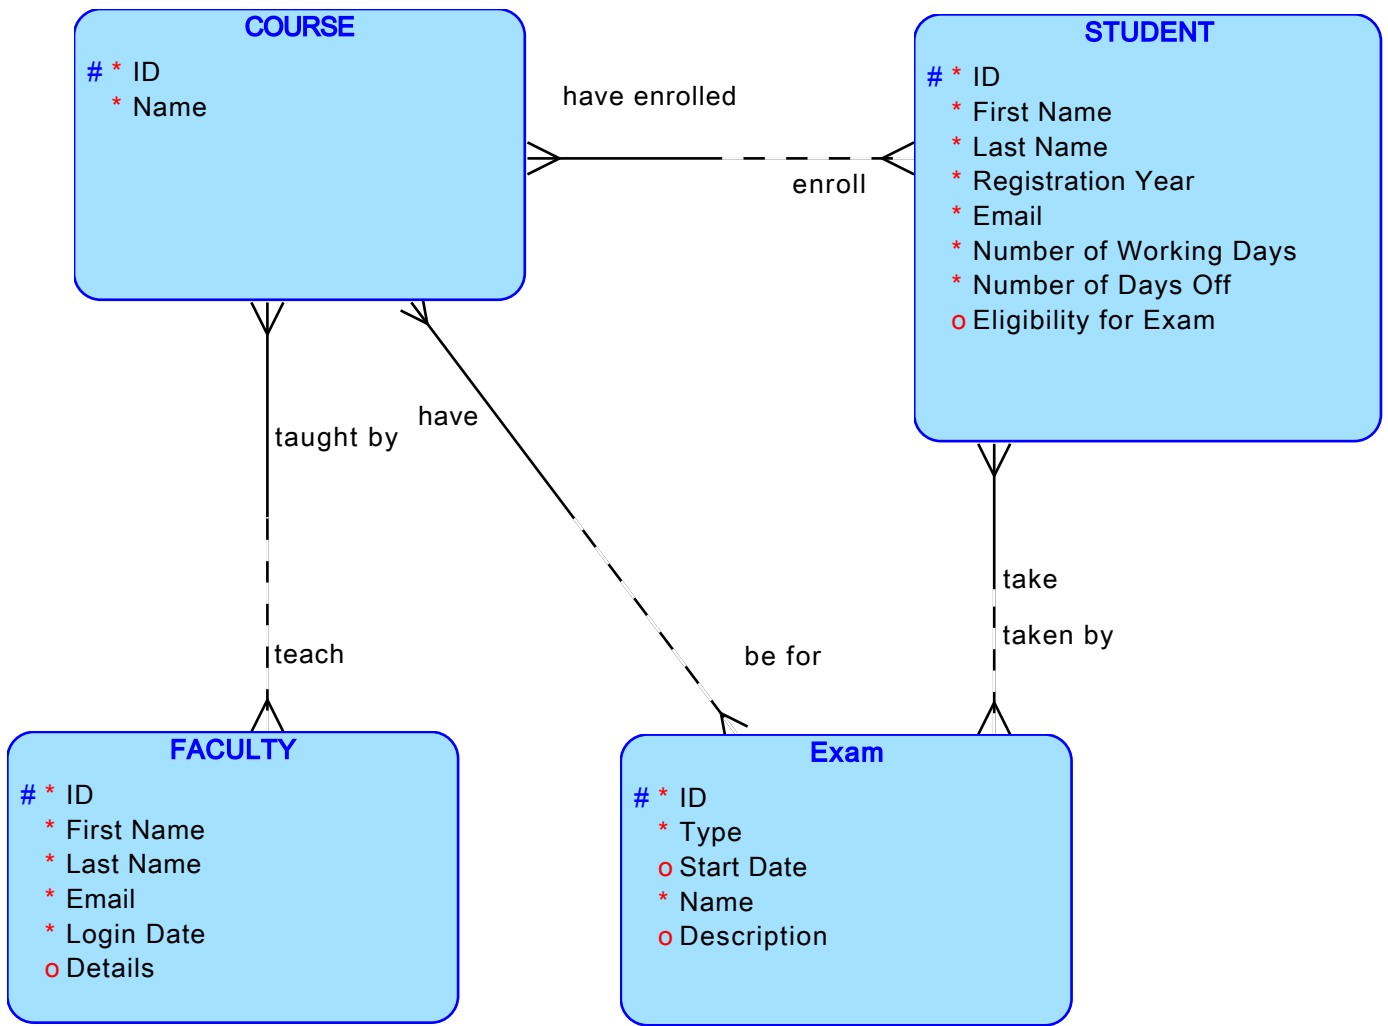 COURSE
# * ID
* Name
have enrolled
enroll
STUDENT
# * ID
* First Name
* Last Name
* Registration Year
* Email
* Number of Working Days
* Number of Days Off
o Eligibility for Exam
taught by
have
teach
be for
take
taken by
FACULTY
# * ID
* First Name
* Last Name
* Email
* Login Date
o Details
Exam
# * ID
* Type
o Start Date
* Name
o Description